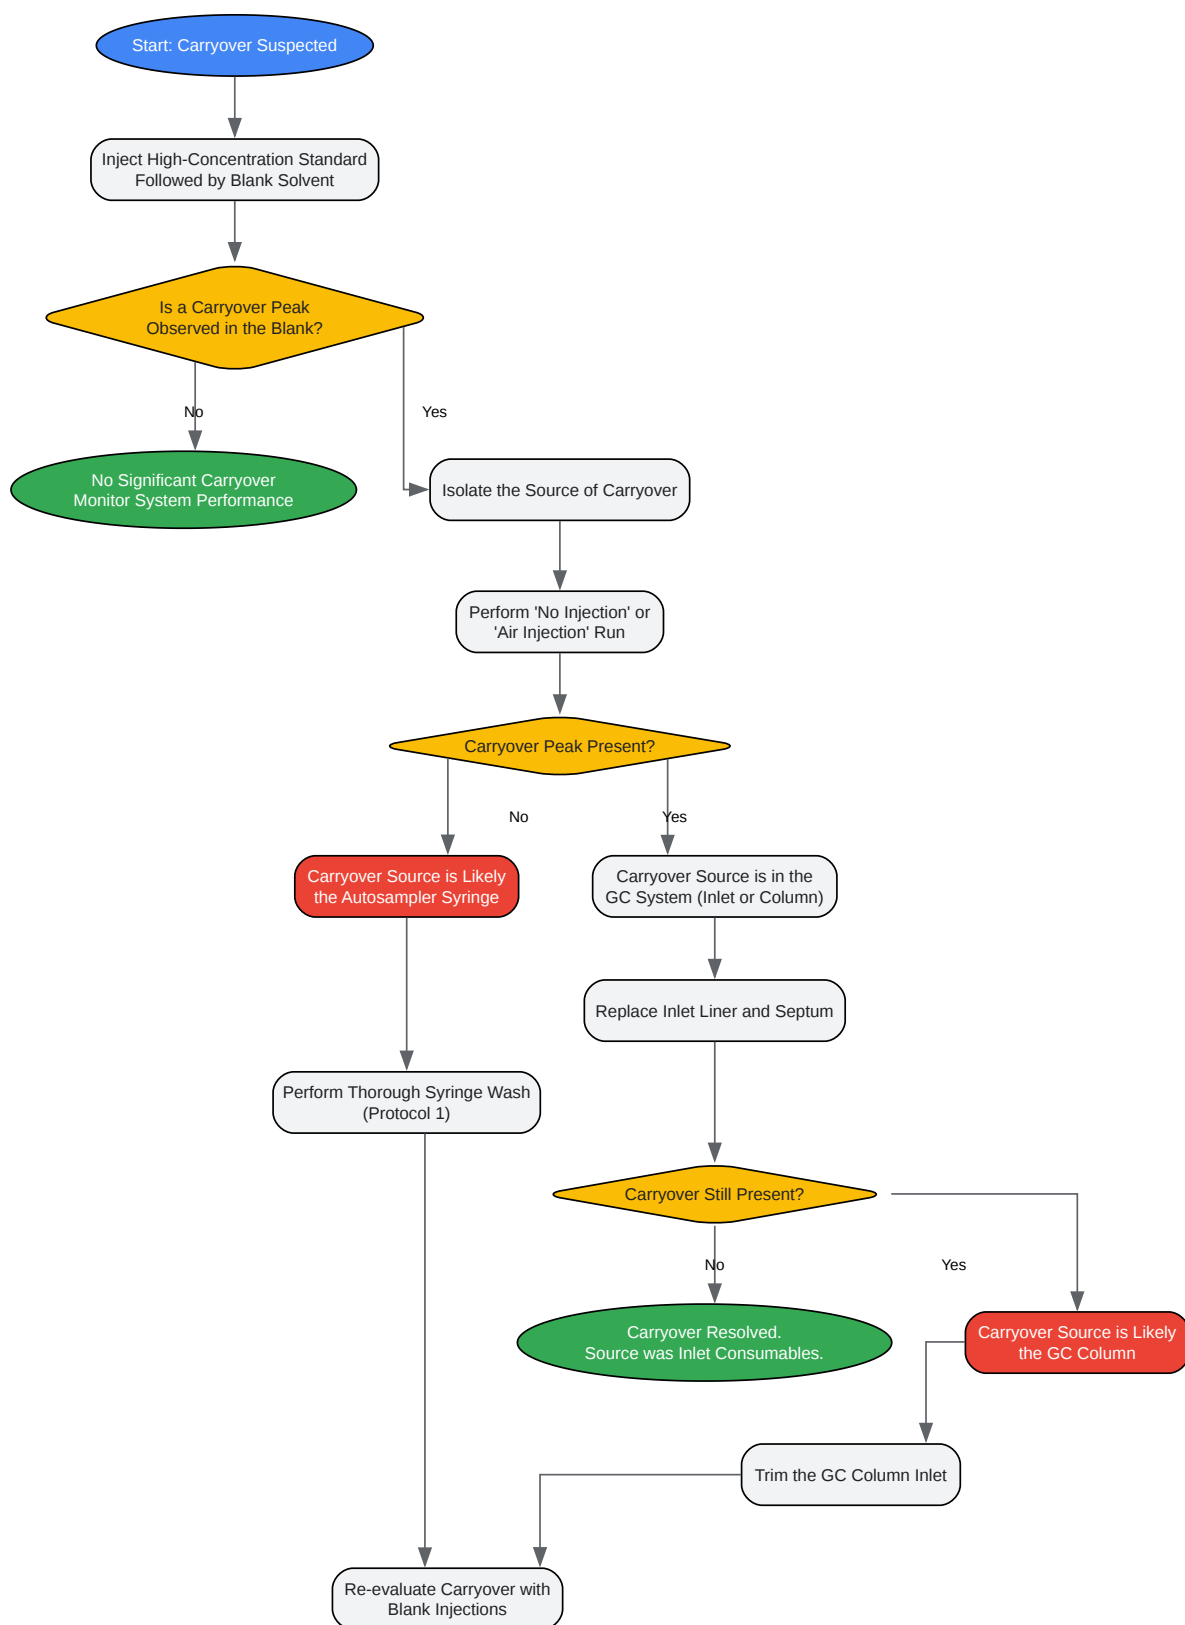 Start: Carryover Suspected
Inject High-Concentration Standard
Followed by Blank Solvent
Is a Carryover Peak
Observed in the Blank?
No
Yes
No Significant Carryover
Monitor System Performance
Isolate the Source of Carryover
Perform 'No Injection' or
'Air Injection' Run
Carryover Peak Present?
No
Yes
Carryover Source is Likely
the Autosampler Syringe
Carryover Source is in the
GC System (Inlet or Column)
Replace Inlet Liner and Septum
Perform Thorough Syringe Wash
(Protocol 1)
Carryover Still Present?
No
Yes
Carryover Resolved.
Source was Inlet Consumables.
Carryover Source is Likely
the GC Column
Trim the GC Column Inlet
Re-evaluate Carryover with
Blank Injections